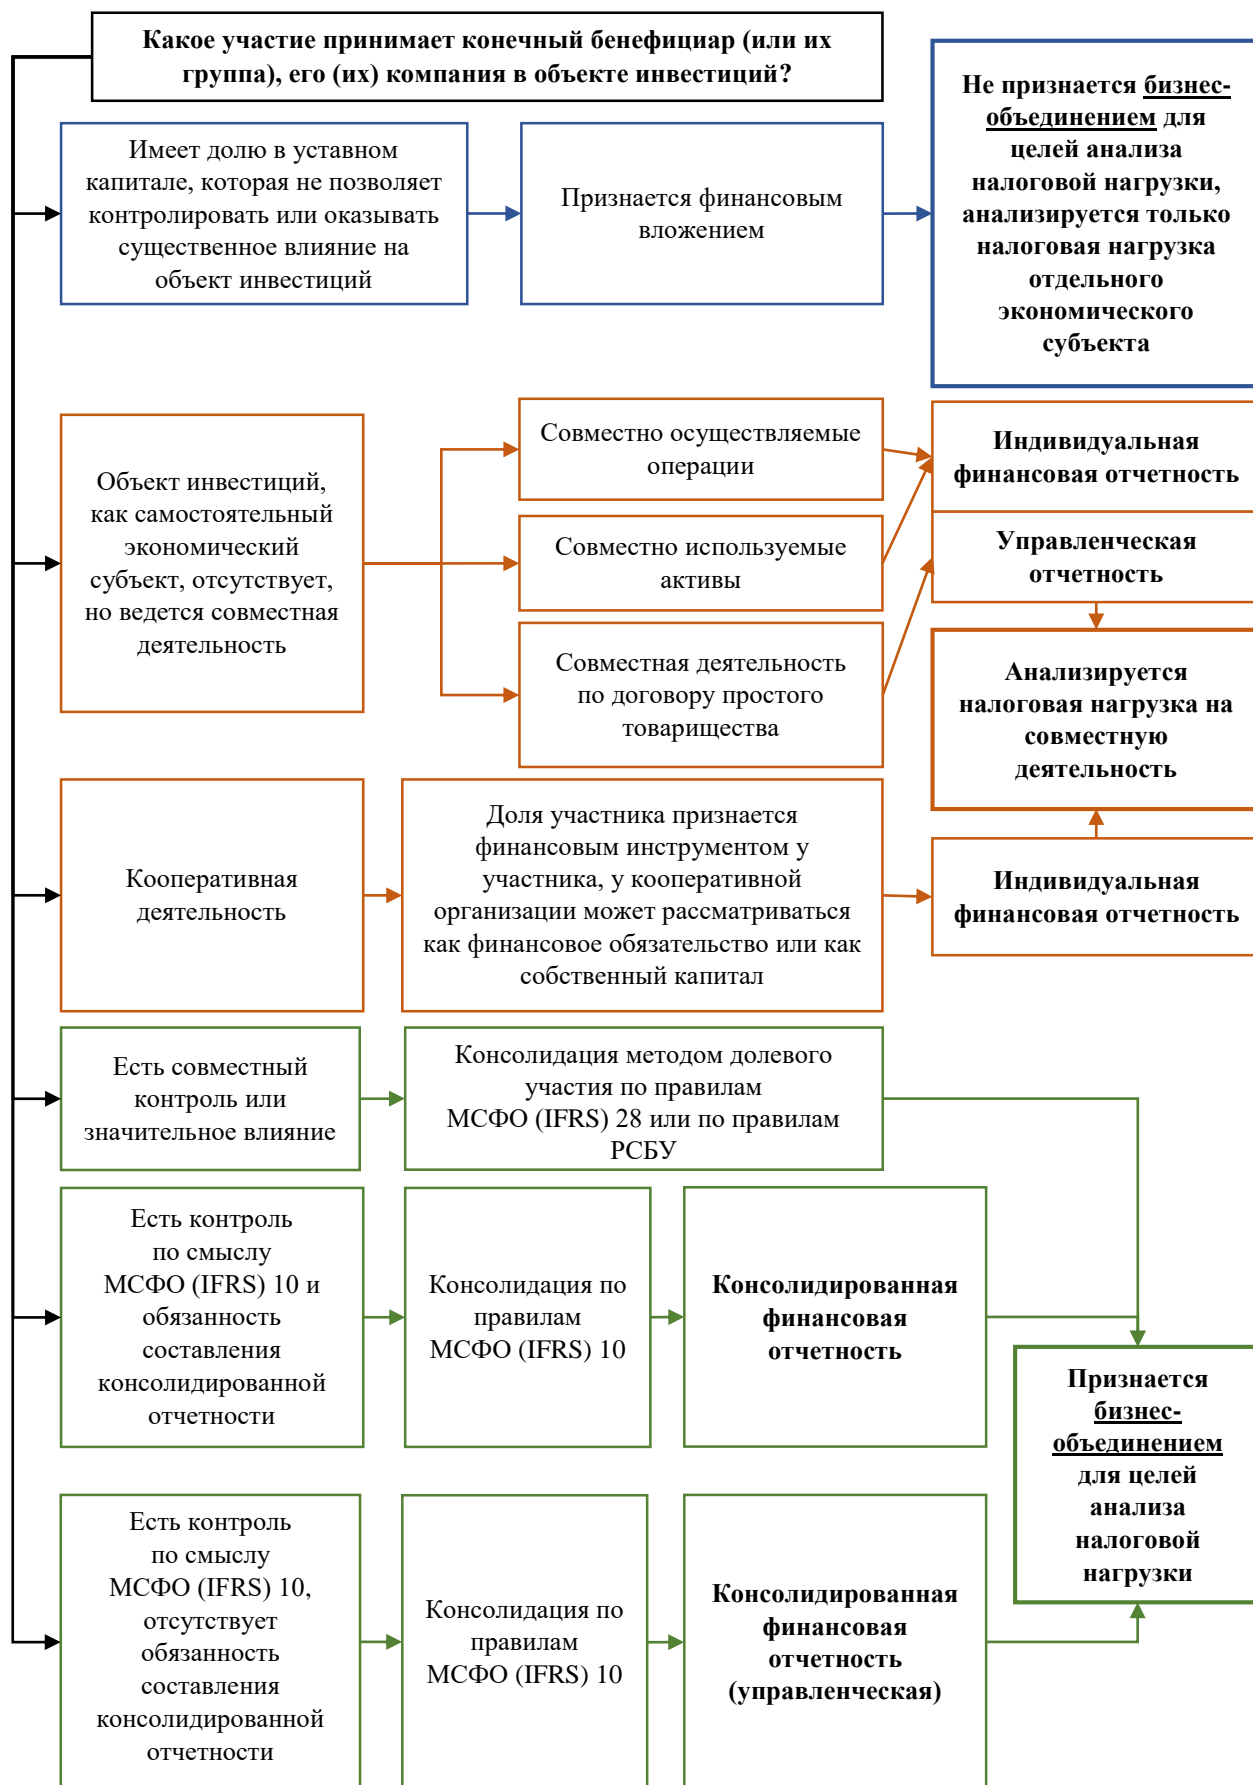 Какое участие принимает конечный бенефициар (или их
группа), его (их) компания в объекте инвестиций?
Имеет долю в уставном
капитале, которая не позволяет
контролировать или оказывать
существенное влияние на
объект инвестиций
Признается финансовым
вложением
Не признается бизнес-
объединением для
целей анализа
налоговой нагрузки,
анализируется только
налоговая нагрузка
отдельного
экономического
субъекта
Объект инвестиций,
как самостоятельный
экономический
субъект, отсутствует,
но ведется совместная
деятельность
Совместно осуществляемые
операции
Совместно используемые
активы
Совместная деятельность
по договору простого
товарищества
Индивидуальная
финансовая отчетность
Управленческая
отчетность
Анализируется
налоговая нагрузка на
совместную
деятельность
Кооперативная
деятельность
Доля участника признается
финансовым инструментом у
участника, у кооперативной
организации может рассматриваться
как финансовое обязательство или как
собственный капитал
Индивидуальная
финансовая отчетность
Есть совместный
контроль или
значительное влияние
Консолидация методом долевого
участия по правилам
МСФО (IFRS) 28 или по правилам
РСБУ
Есть контроль
по смыслу
МСФО (IFRS) 10 и
обязанность
составления
консолидированной
отчетности
Консолидация по
правилам
МСФО (IFRS) 10
Консолидированная
финансовая
отчетность
Признается
бизнес-
объединением
для целей
анализа
налоговой
нагрузки
Есть контроль
по смыслу
МСФО (IFRS) 10,
отсутствует
обязанность
составления
консолидированной
отчетности
Консолидация по
правилам
МСФО (IFRS) 10
Консолидированная
финансовая
отчетность
(управленческая)